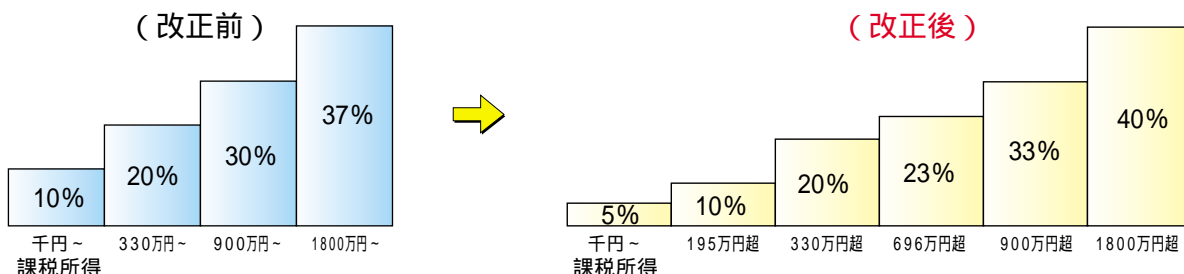 (改正前)
37%
30%
20%
10%
千円~ 330万円~ 900万円~ 1800万円~
課税所得
(改正後)
40%
33%
23%
20%
10%
5%
千円~ 195万円超 330万円超 696万円超 900万円超 1800万円超
課税所得